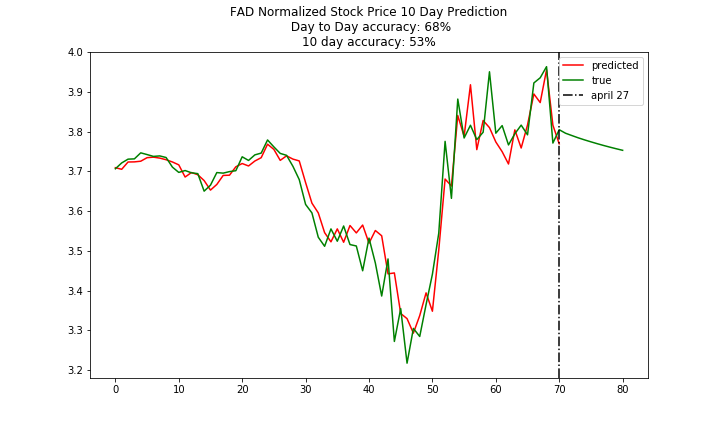 FAD Normalized Stock Price 10 Day Prediction
Day to Day accuracy: 68%
10 day accuracy: 53%
4.0
3.9
3.8
3.7
3.6
3.5
3.4
3.3
3.2
predicted
true
april 27
0 10 20 30 40 50 60 70 80